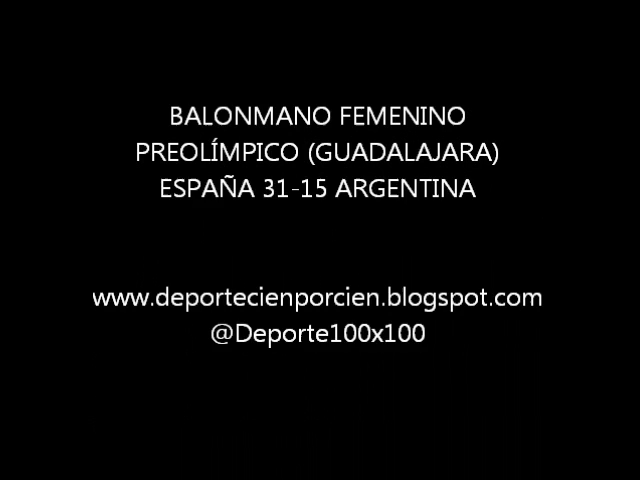 BALONMANO FEMENINO
PREOLÍMPICO (GUADALAJARA)
ESPAÑA 31-15 ARGENTINA
www.deportecienporcien.blogspot.com
@Deporte100x100